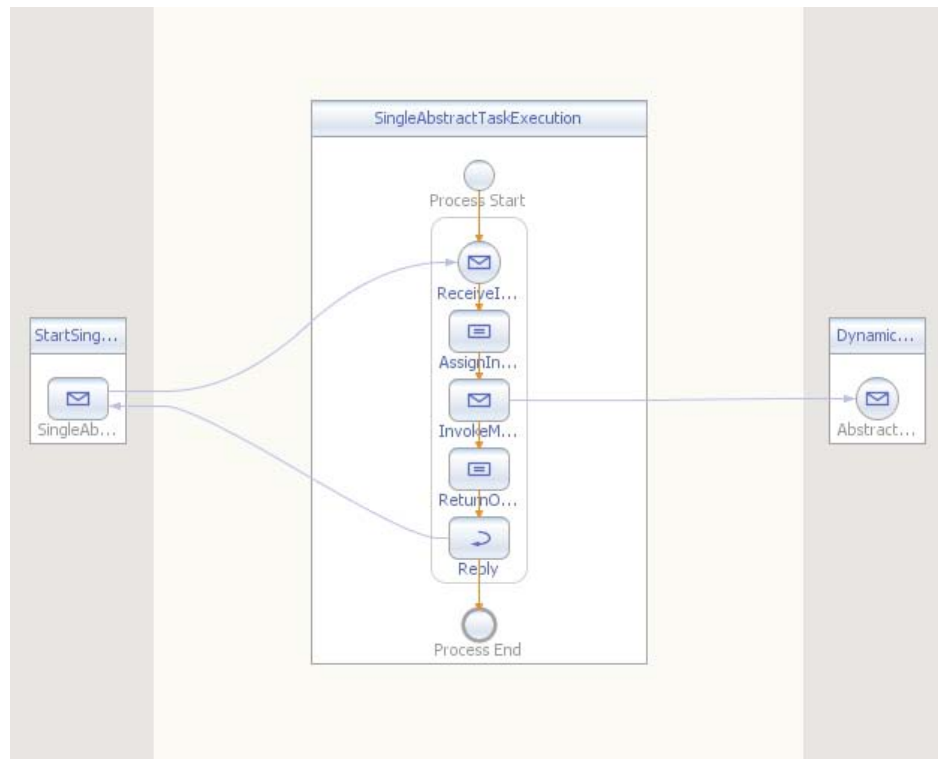 SingleAbstractTaskExecution
Process Start
ReceiveI...
StartSing...
Dynamic...
AssignIn...
SingleAb...
InvokeM...
Abstract...
ReturnO...
Reply
Process End